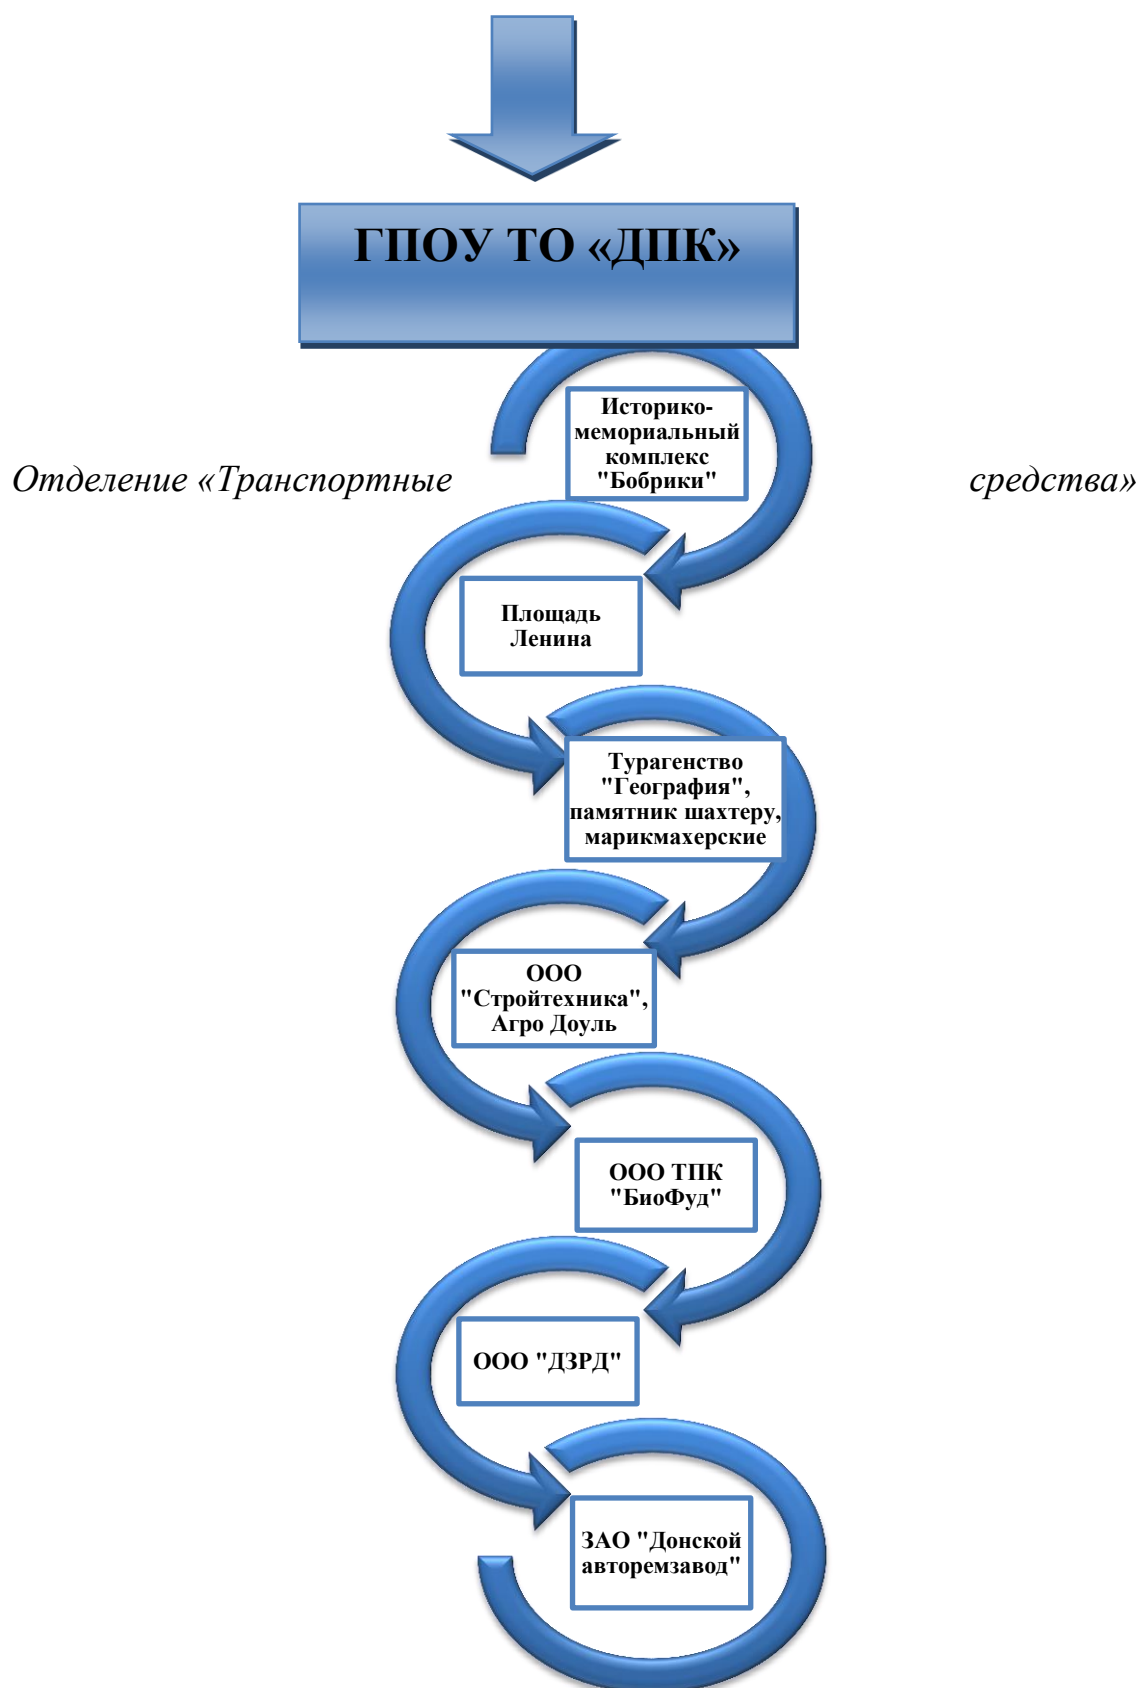 ГПОУ ТО «ДПК»
Историко-
мемориальный
комплекс
"Бобрики"
Отделение «Транспортные средства»
Площадь
Ленина
Турагенство
"География",
памятник шахтеру,
марикмахерские
ООО
"Стройтехника",
Агро Доуль
ООО ТПК
"БиоФуд"
ООО "ДЗРД"
ЗАО "Донской
авторемзавод"